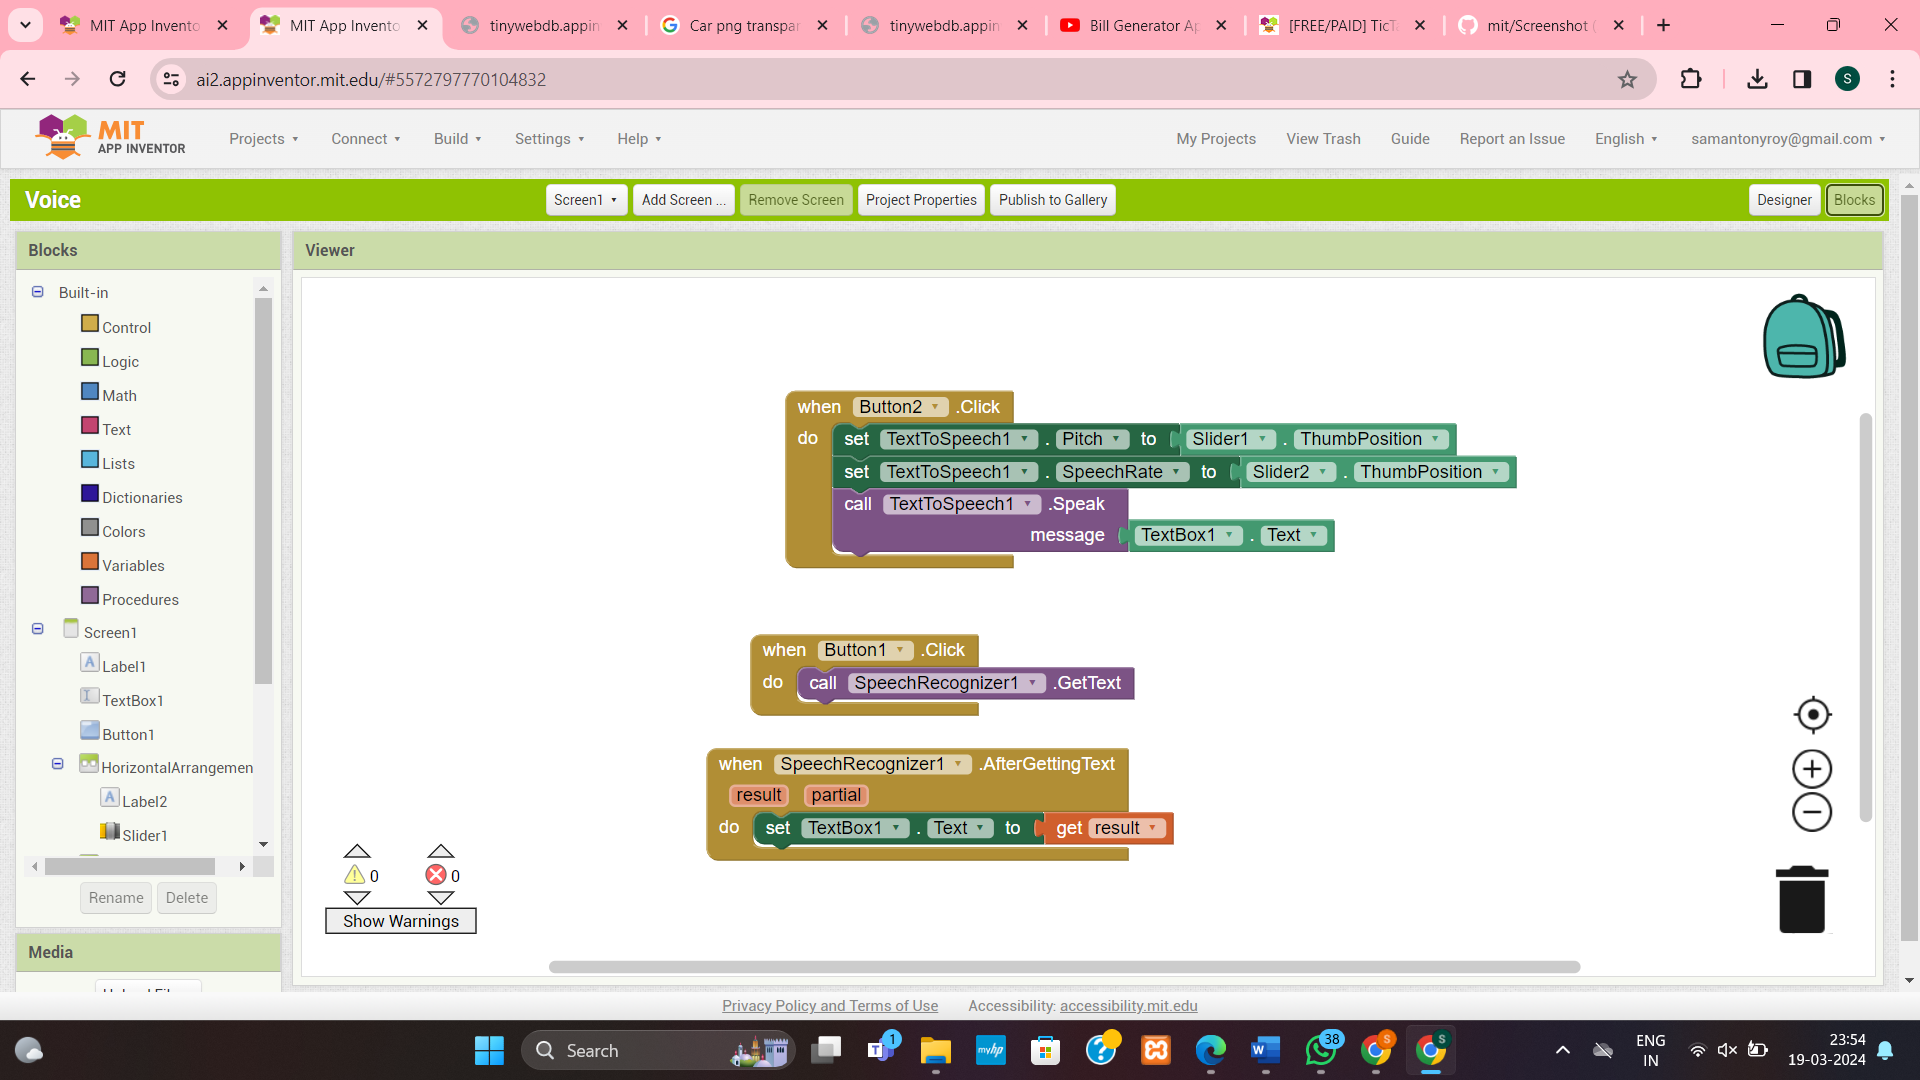 MIT App Invento
MIT App Invento
tinywebdb.appin
Car png transpar
tinywebdb.appin
Bill Generator Ap
[FREE/PAID] TicTa
mit/Screenshot (
ai2.appinventor.mit.edu/#5572797770104832
S
MIT
APP INVENTOR
Projects
Connect
Build
Settings
Help
My Projects
View Trash
Guide
Report an Issue
English
samantonyroy@gmail.com
Voice
Screen1
Add Screen ...
Remove Screen
Project Properties
Publish to Gallery
Designer
Blocks
Blocks
Viewer
Built-in
Control
Logic
Math
Text
Lists
Dictionaries
Colors
Variables
Procedures
Screen1
Label1
TextBox1
Button1
HorizontalArrangemen
Label2
Slider1
Rename
Delete
Media
when Button2 .Click
do set TextToSpeech1 . Pitch to Slider1 . ThumbPosition
set TextToSpeech1 . SpeechRate to Slider2 . ThumbPosition
call TextToSpeech1 .Speak
message TextBox1 . Text
when Button1 .Click
do call SpeechRecognizer1 .GetText
when SpeechRecognizer1 .AfterGettingText
result partial
do set TextBox1 . Text to get result
0
0
Show Warnings
Privacy Policy and Terms of Use
Accessibility: accessibility.mit.edu
Search
1
myhp
38
S
S
ENG
IN
23:54
19-03-2024